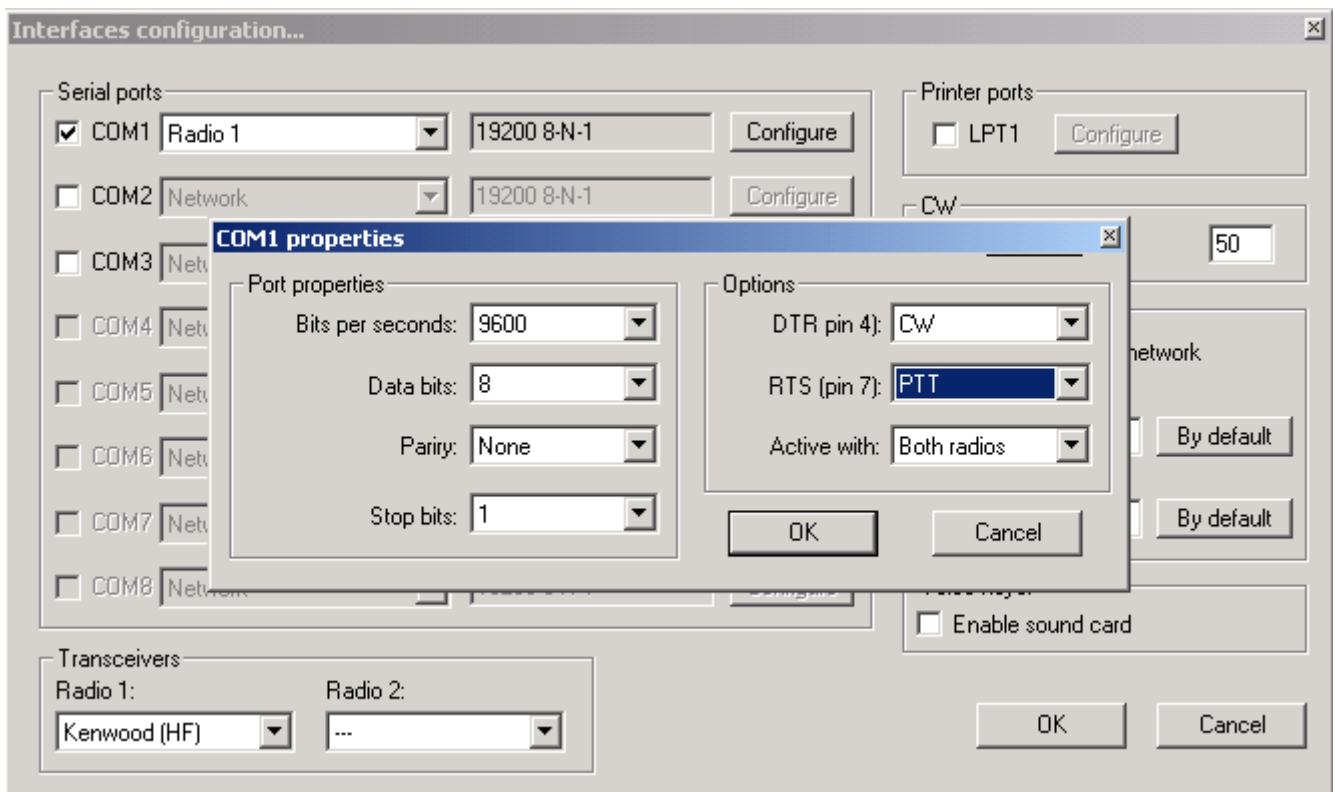 Interfaces configuration...
Serial ports
COM1 Radio 1 19200 8-N-1 Configure
COM2 Network 19200 8-N-1 Configure
COM3
COM4
COM5
COM6
COM7
COM8
Printer ports
LPT1 Configure
CW
50
network
By default
By default
Enable sound card
COM1 properties
Port properties
Bits per seconds: 9600
Data bits: 8
Pariry: None
Stop bits: 1
Options
DTR pin 4): CW
RTS (pin 7): PTT
Active with: Both radios
OK Cancel
Transceivers
Radio 1: Radio 2:
Kenwood (HF) ---
OK Cancel